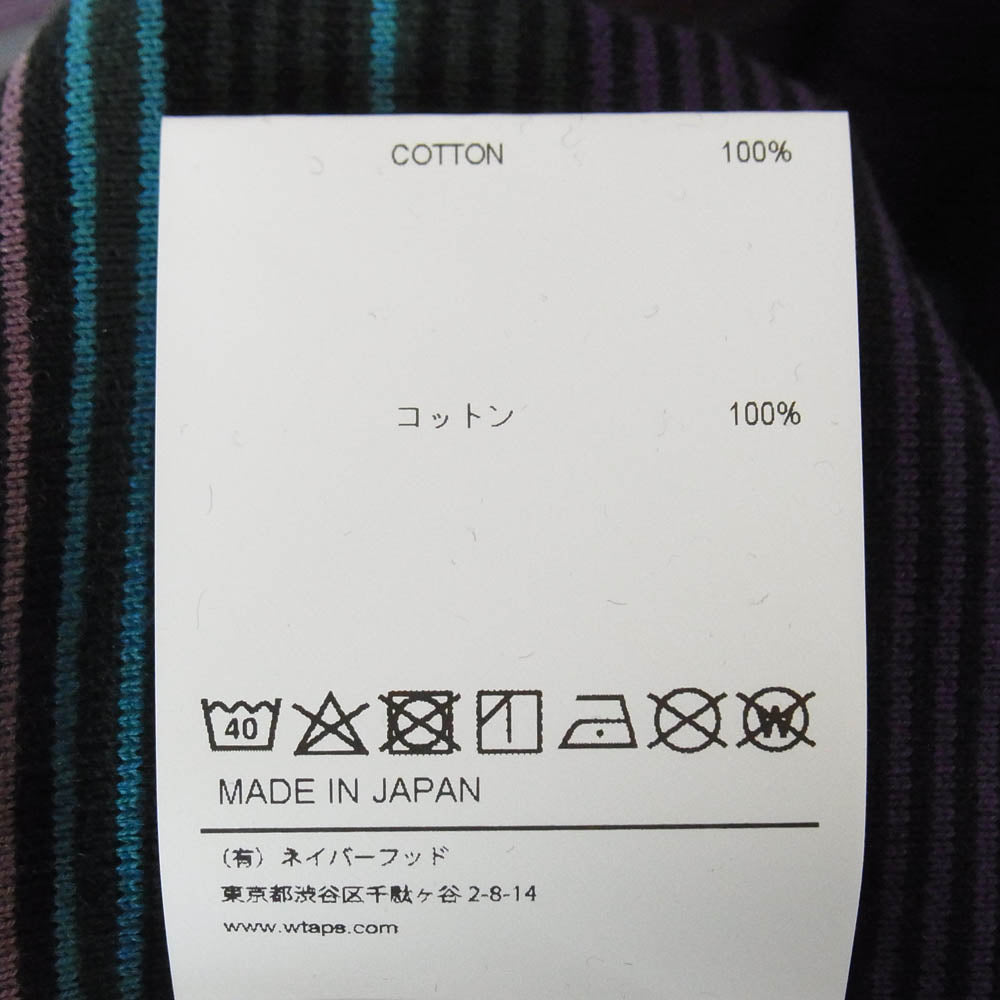 COTTON 100%
コットン 100%
40 W
MADE IN JAPAN
(有) ネイバーフッド
東京都渋谷区千駄ヶ谷 2-8-14
www.wtaps.com